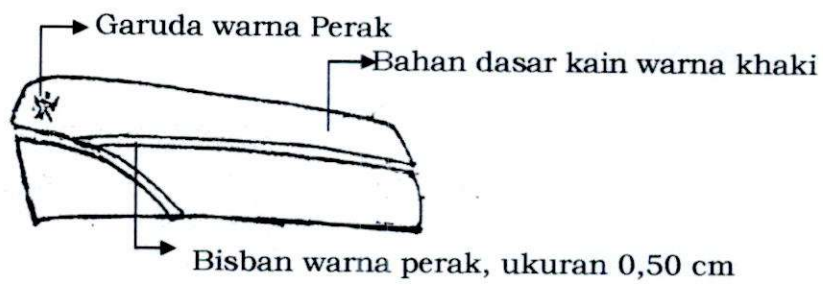 Garuda warna Perak
Bahan dasar kain warna khaki
Bisban warna perak, ukuran 0,50 cm